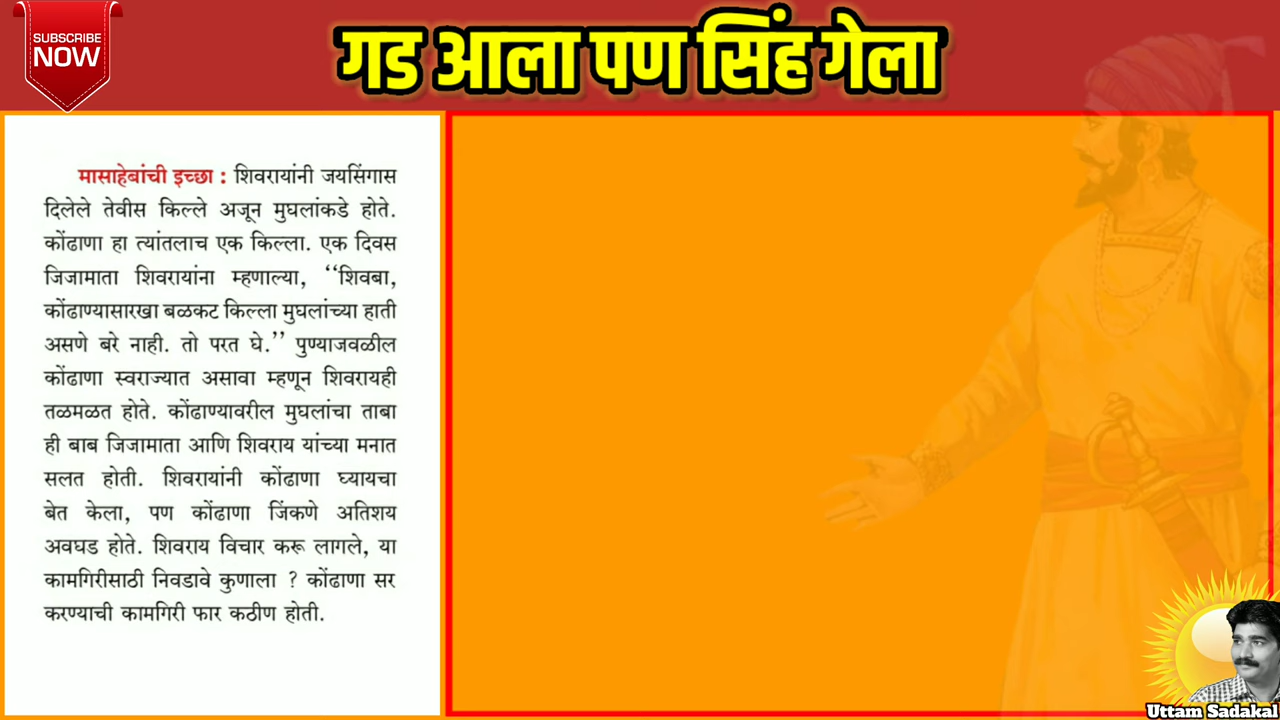 SUBSCRIBE
NOW
गड आला पण सिंह गेला
मासाहेबांची इच्छा : शिवरायांनी जयसिंगास
दिलेले तेवीस किल्ले अजून मुघलांकडे होते.
कोंढाणा हा त्यांतलाच एक किल्ला. एक दिवस
जिजामाता शिवरायांना म्हणाल्या, ‘‘शिवबा,
कोंढाण्यासारखा बळकट किल्ला मुघलांच्या हाती
असणे बरे नाही. तो परत घे.’’ पुण्याजवळील
कोंढाणा स्वराज्यात असावा म्हणून शिवरायही
तळमळत होते. कोंढाण्यावरील मुघलांचा ताबा
ही बाब जिजामाता आणि शिवराय यांच्या मनात
सलत होती. शिवरायांनी कोंढाणा घ्यायचा
बेत केला, पण कोंढाणा जिंकणे अतिशय
अवघड होते. शिवराय विचार करू लागले, या
कामगिरीसाठी निवडावे कुणाला ? कोंढाणा सर
करण्याची कामगिरी फार कठीण होती.
Uttam Sadakal